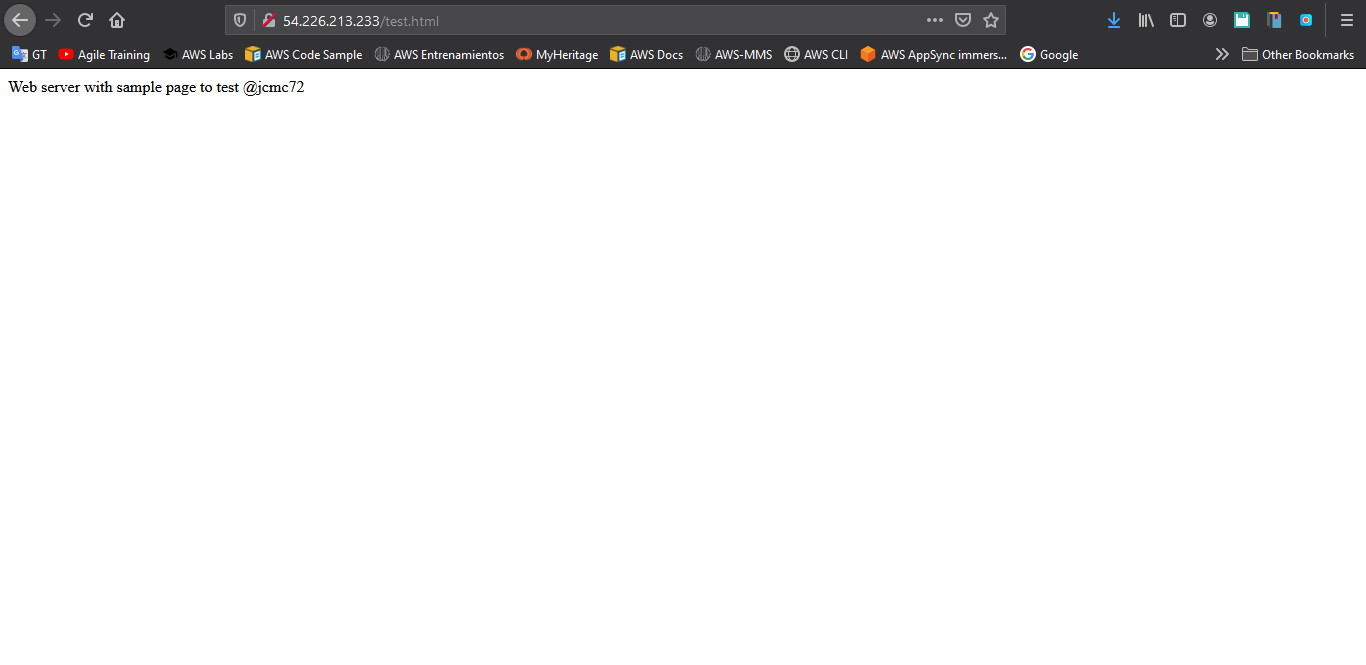 54.226.213.233/test.html
GT Agile Training AWS Labs AWS Code Sample AWS Entrenamientos MyHeritage AWS Docs AWS-MMS AWS CLI AWS AppSync immers... Google Other Bookmarks
Web server with sample page to test @jcmc72